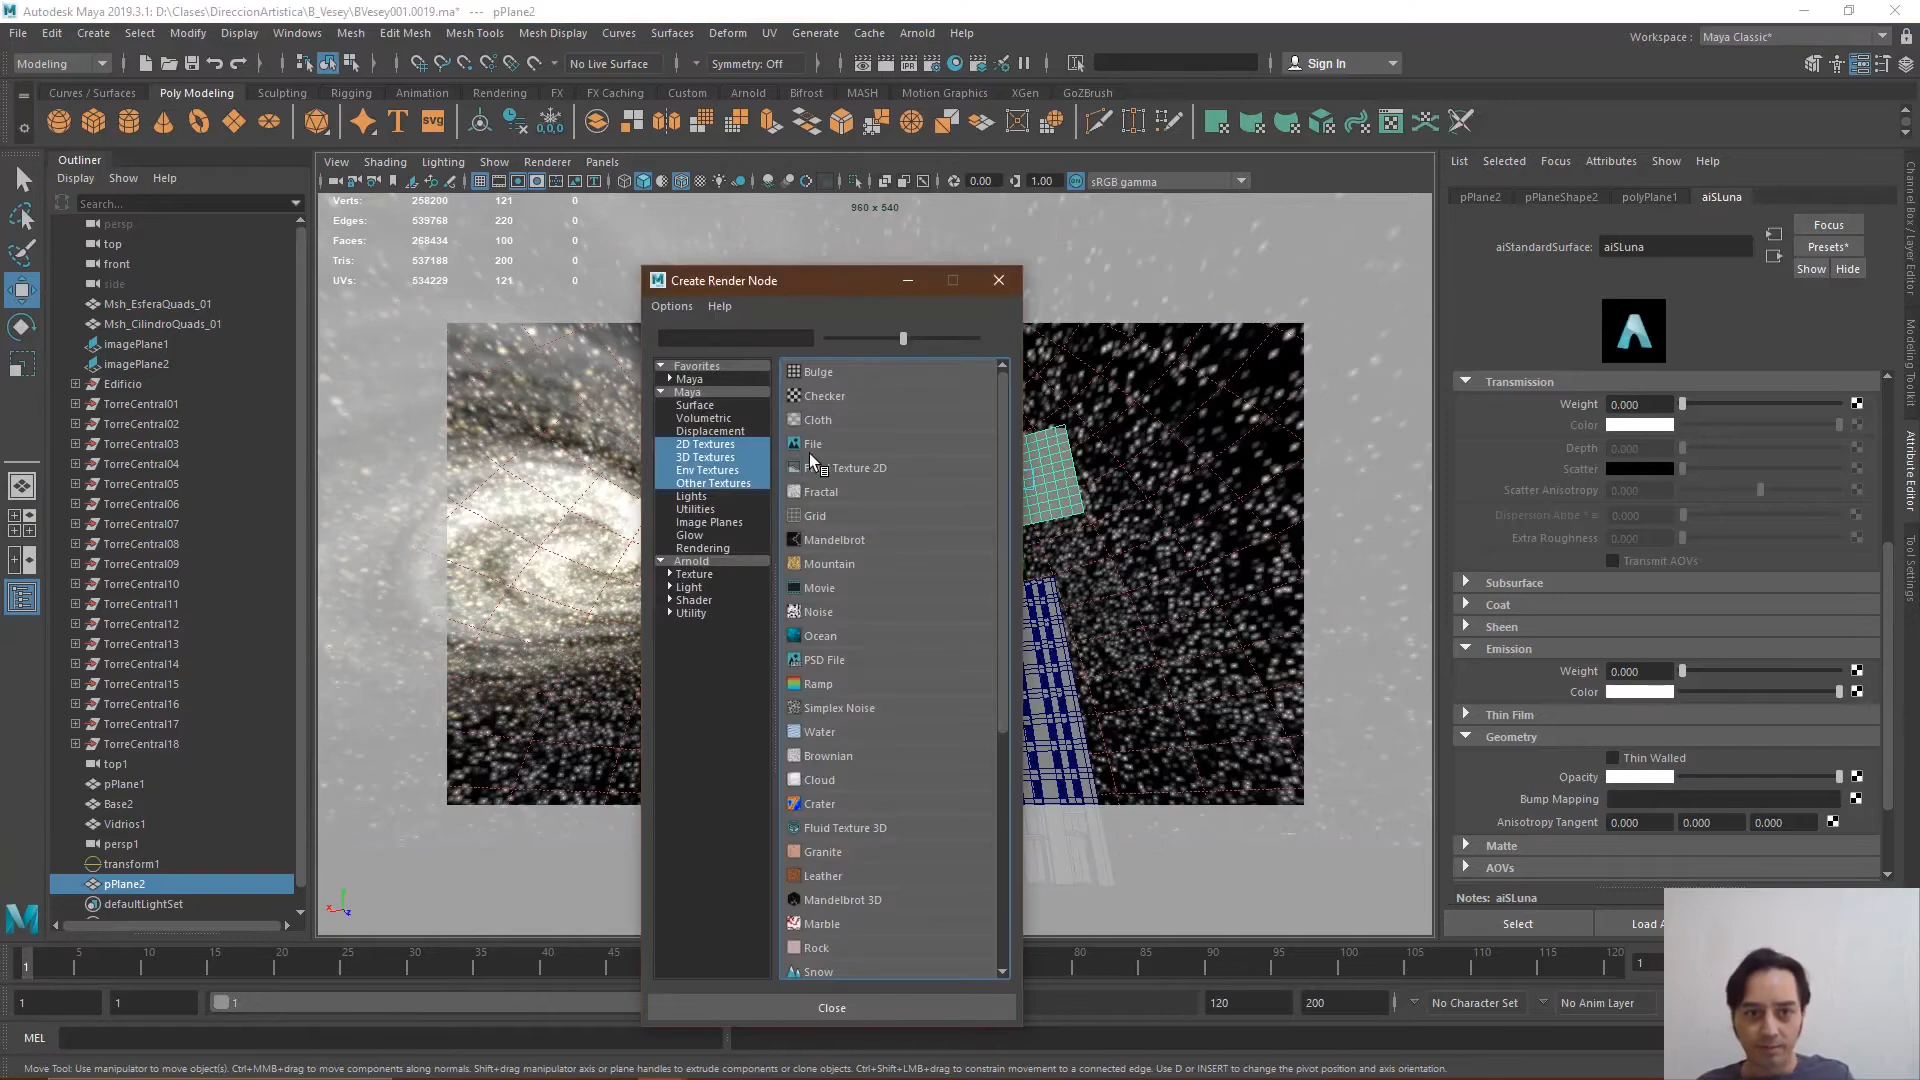 Autodesk Maya 2019.3.1: D:\Clases\DireccionArtistica\B_Vesey\BVesey001.0019.ma* --- pPlane2
File Edit Create Select Modify Display Windows Mesh Edit Mesh Mesh Tools Mesh Display Curves Surfaces Deform UV Generate Cache Arnold Help
Workspace : Maya Classic*
Modeling No Live Surface Symmetry: Off Sign In
Curves / Surfaces Poly Modeling Sculpting Rigging Animation Rendering FX FX Caching Custom Arnold Bifrost MASH Motion Graphics XGen GoZBrush
svg 0,0,0
Outliner
Display Show Help
Search...
persp
top
front
side
Msh_EsferaQuads_01
Msh_CilindroQuads_01
imagePlane1
imagePlane2
Edificio
TorreCentral01
TorreCentral02
TorreCentral03
TorreCentral04
TorreCentral05
TorreCentral06
TorreCentral07
TorreCentral08
TorreCentral09
TorreCentral10
TorreCentral11
TorreCentral12
TorreCentral13
TorreCentral14
TorreCentral15
TorreCentral16
TorreCentral17
TorreCentral18
top1
pPlane1
Base2
Vidrios1
persp1
transform1
pPlane2
defaultLightSet
View Shading Lighting Show Renderer Panels
0.00 1.00 sRGB gamma
960 x 540
Verts: 258200 121 0
Edges: 539768 220 0
Faces: 268434 100 0
Tris: 537188 200 0
UVs: 534229 121 0
Create Render Node
Options Help
Favorites
Maya
Maya
Surface
Volumetric
Displacement
2D Textures
3D Textures
Env Textures
Other Textures
Lights
Utilities
Image Planes
Glow
Rendering
Arnold
Texture
Light
Shader
Utility
Bulge
Checker
Cloth
File
Texture 2D
Fractal
Grid
Mandelbrot
Mountain
Movie
Noise
Ocean
PSD File
Ramp
Simplex Noise
Water
Brownian
Cloud
Crater
Fluid Texture 3D
Granite
Leather
Mandelbrot 3D
Marble
Rock
Snow
Close
List Selected Focus Attributes Show Help
pPlane2 pPlaneShape2 polyPlane1 aiSLuna
Focus
aiStandardSurface: aiSLuna Presets*
Show Hide
Transmission
Weight 0.000
Color
Depth 0.000
Scatter
Scatter Anisotropy 0.000
Dispersion Abbe 0.000
Extra Roughness 0.000
Transmit AOVs
Subsurface
Coat
Sheen
Emission
Weight 0.000
Color
Thin Film
Geometry
Thin Walled
Opacity
Bump Mapping
Anisotropy Tangent 0.000 0.000 0.000
Matte
AOVs
Notes: aiSLuna
Select Load
Channel Box / Layer Editor
Modeling Toolkit
Attribute Editor
Tool Settings
1 5 10 15 20 25 30 35 40 45 50 80 85 90 95 100 105 110 115 120 1
1 1 1 120 200 No Character Set No Anim Layer
MEL
Move Tool: Use manipulator to move object(s). Ctrl+MMB+drag to move components along normals. Shift+drag manipulator axis or plane handles to extrude components or clone objects. Ctrl+Shift+LMB+drag to constrain movement to a connected edge. Use D or INSERT to change the pivot position and axis orientation.